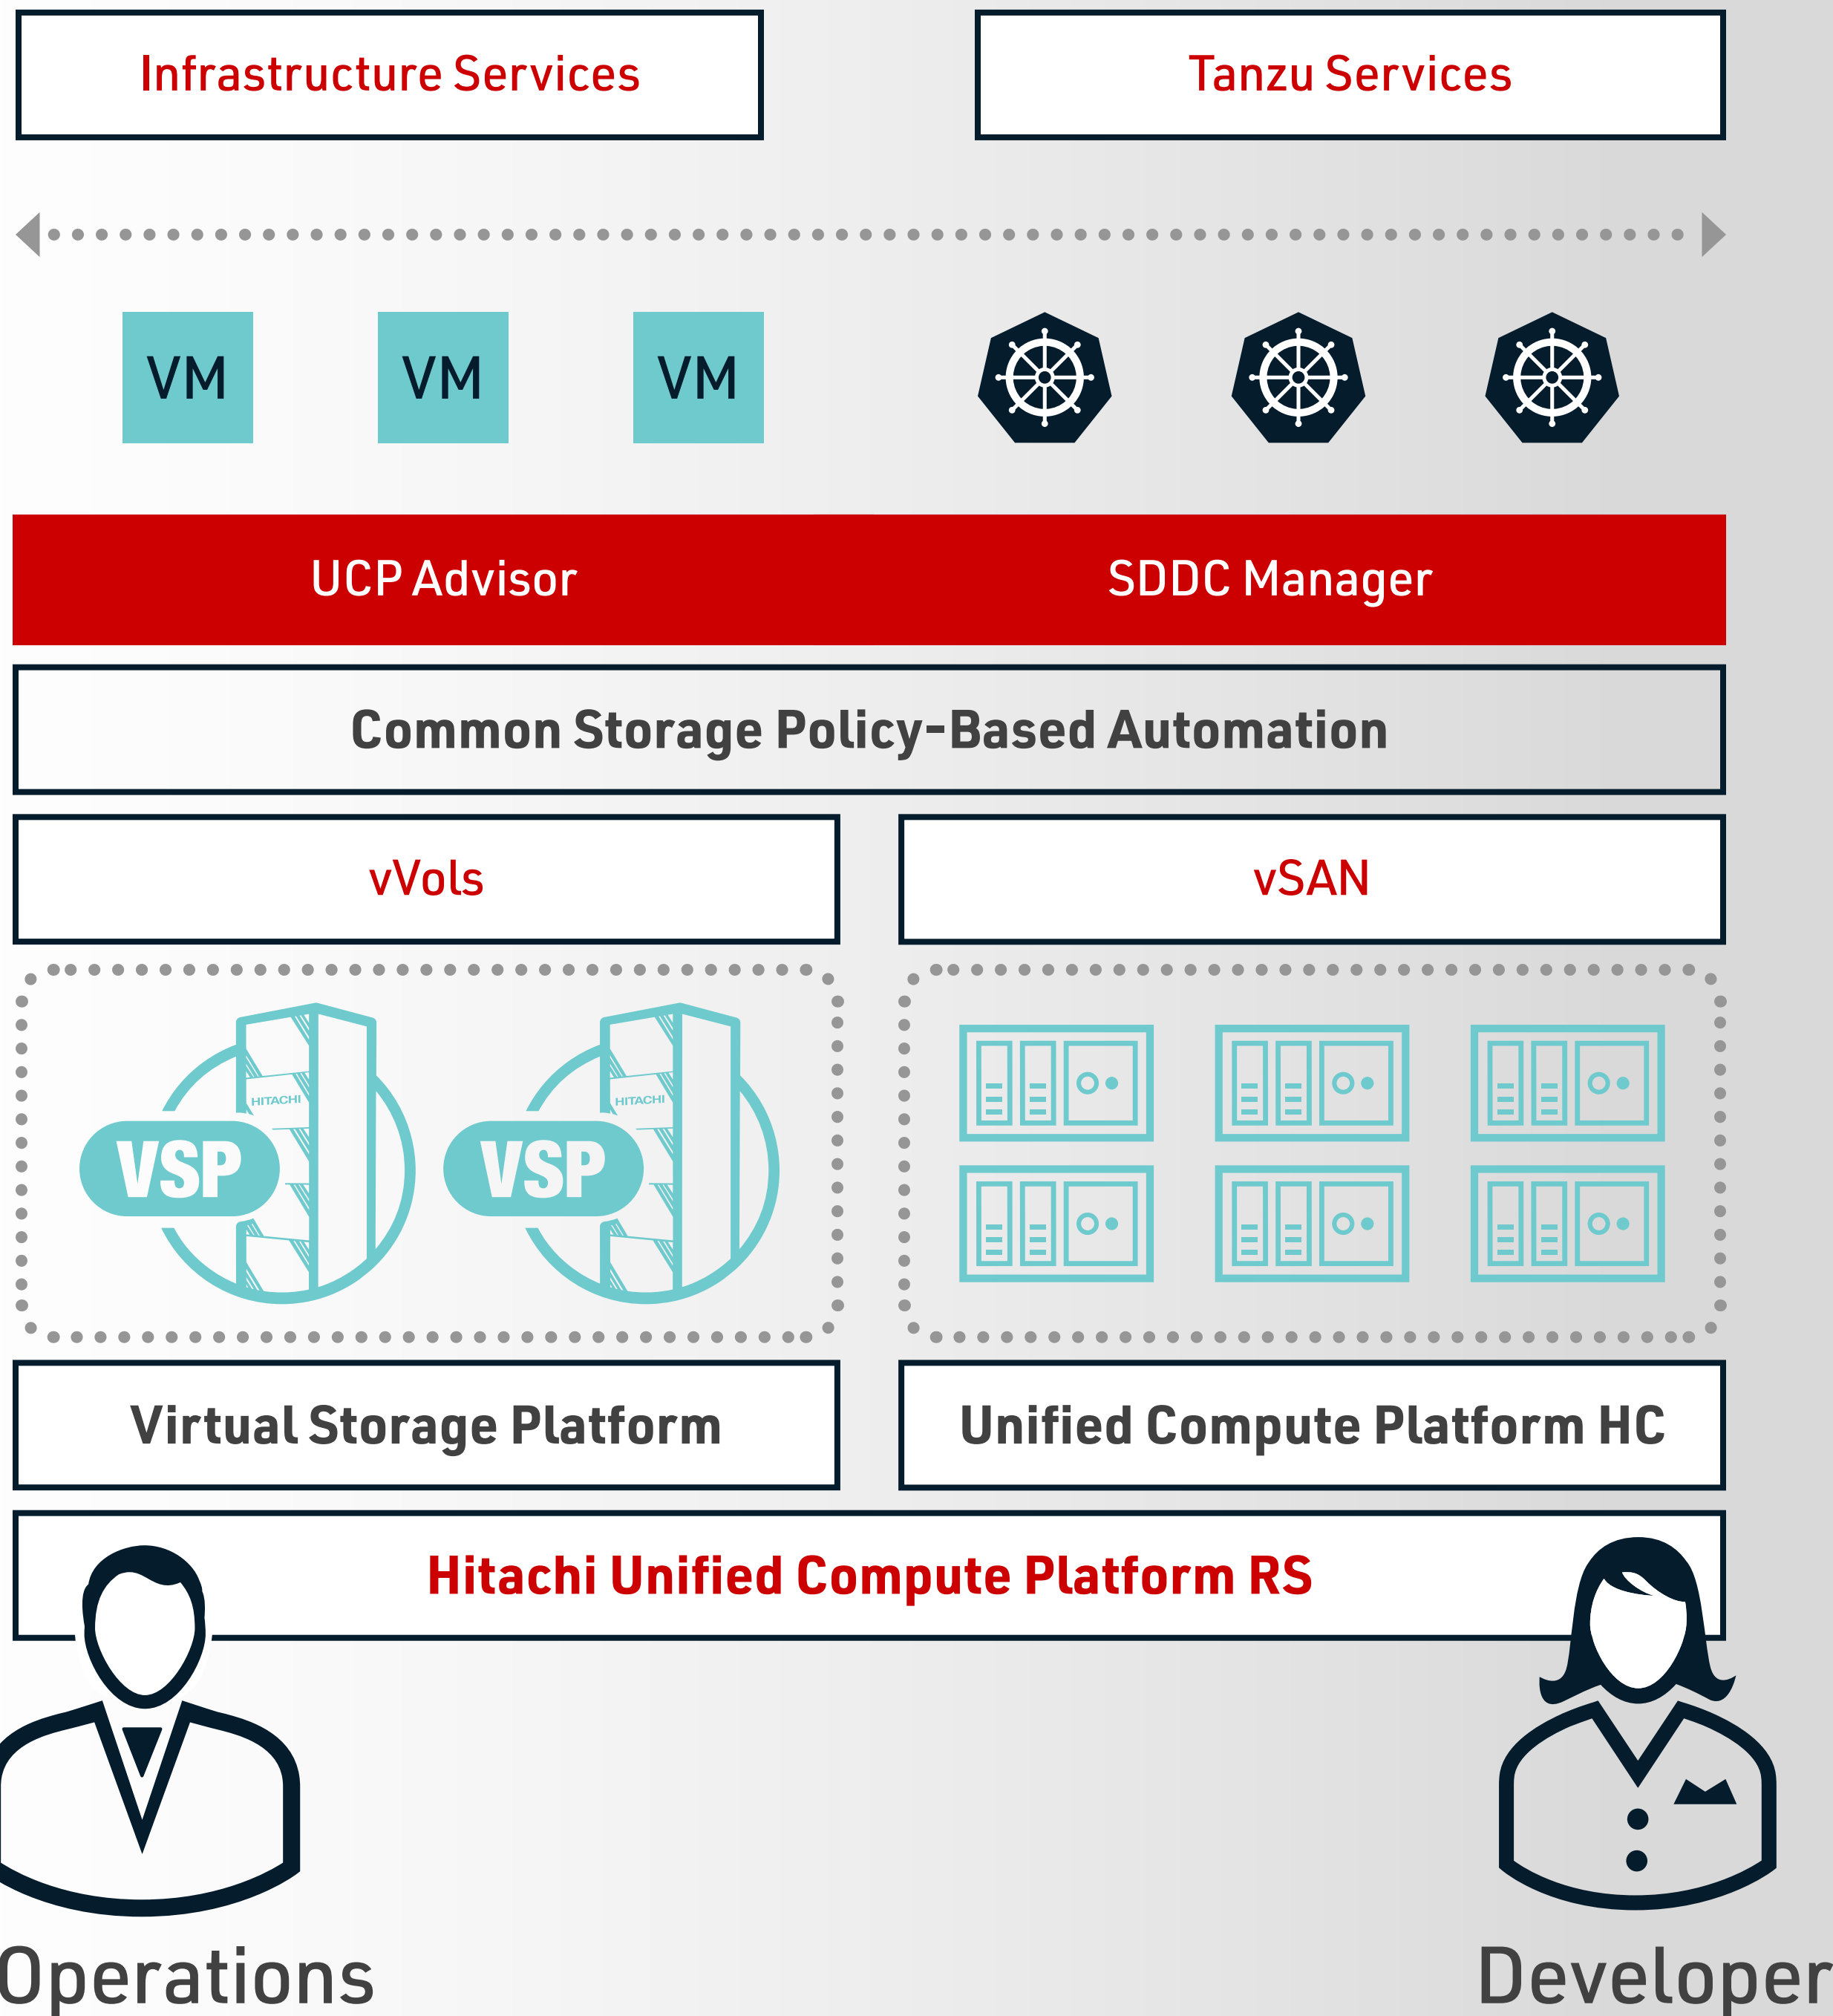 Infrastructure Services
Tanzu Services
VM
VM
VM
UCP Advisor
SDDC Manager
Common Storage Policy-Based Automation
vVols
vSAN
HITACHI
VSP
HITACHI
VSP
Virtual Storage Platform
Unified Compute Platform HC
Hitachi Unified Compute Platform RS
Operations
Developer